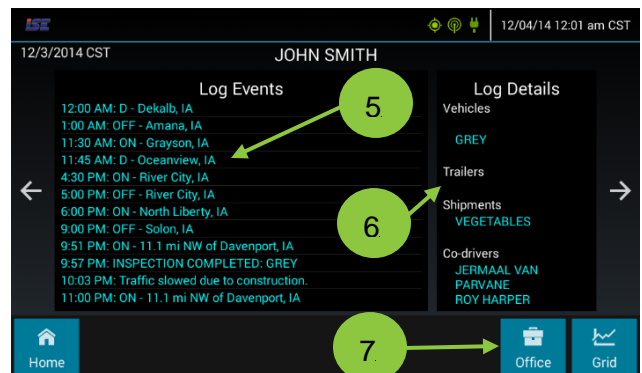 ISE
12/04/14 12:01 am CST
12/3/2014 CST
JOHN SMITH
Log Events
12:00 AM: D - Dekalb, IA
1:00 AM: OFF - Amana, IA
11:30 AM: ON - Grayson, IA
11:45 AM: D - Oceanview, IA
4:30 PM: ON - River City, IA
5:00 PM: OFF - River City, IA
6:00 PM: ON - North Liberty, IA
9:00 PM: OFF - Solon, IA
9:51 PM: ON - 11.1 mi NW of Davenport, IA
9:57 PM: INSPECTION COMPLETED: GREY
10:03 PM: Traffic slowed due to construction.
11:00 PM: ON - 11.1 mi NW of Davenport, IA
5.
Log Details
Vehicles
GREY
Trailers
Shipments
VEGETABLES
Co-drivers
JERMAAL VAN
PARVANE
ROY HARPER
6.
Home
7.
Office
Grid